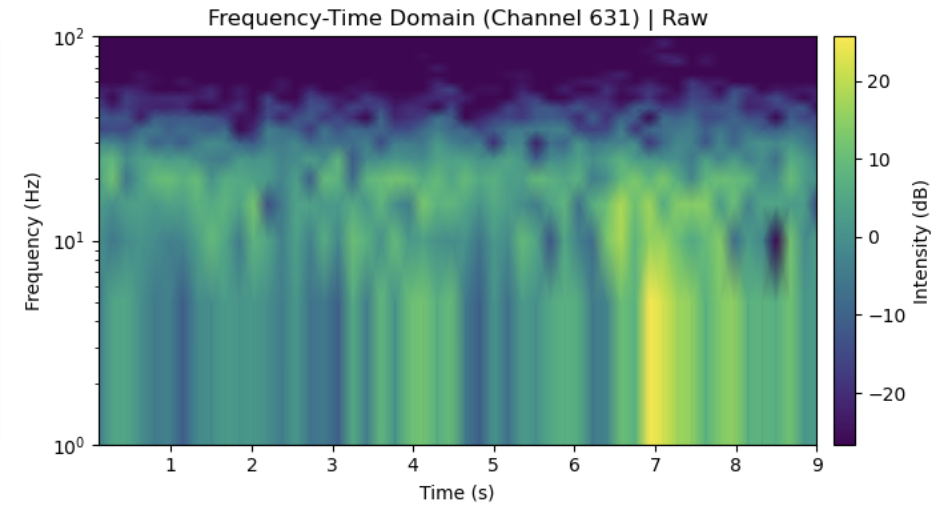 Frequency-Time Domain (Channel 631) | Raw
10²
10¹
10⁰
Frequency (Hz)
1 2 3 4 5 6 7 8 9
Time (s)
20
10
0
−10
−20
Intensity (dB)